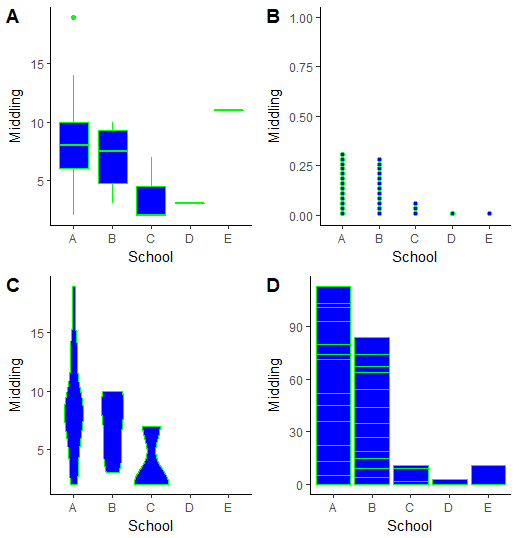 A
Middling
15
10
5
A B C D E
School
B
Middling
1.00
0.75
0.50
0.25
0.00
A B C D E
School
C
Middling
15
10
5
A B C D E
School
D
Middling
90
60
30
0
A B C D E
School